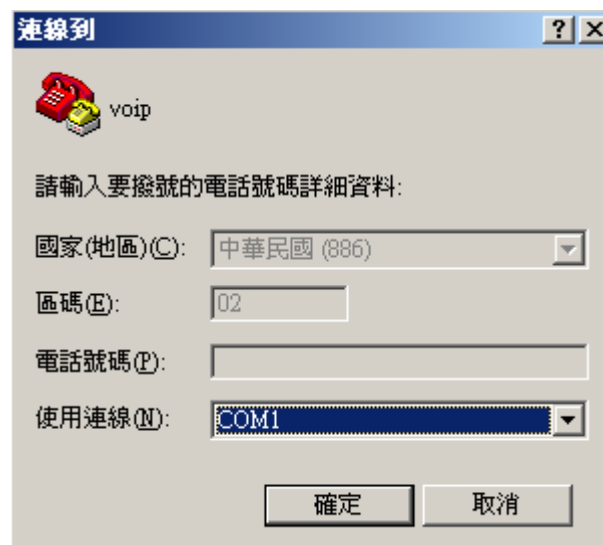 連線到
voip
請輸入要撥號的電話號碼詳細資料:
國家(地區)(C): 中華民國 (886)
區碼(E): 02
電話號碼(P):
使用連線(N): COM1
確定 取消